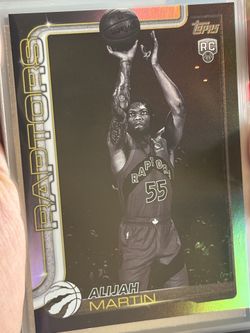 topps
RC
RAPTORS
RAPTORS
55
ALIJAH
MARTIN